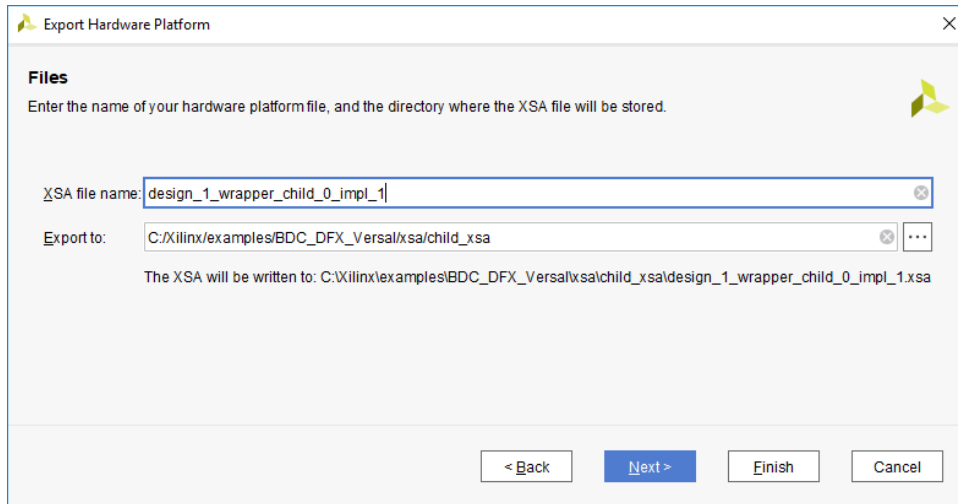 Export Hardware Platform
Files
Enter the name of your hardware platform file, and the directory where the XSA file will be stored.
XSA file name: design_1_wrapper_child_0_impl_1
Export to: C:/Xilinx/examples/BDC_DFX_Versal/xsa/child_xsa ...
The XSA will be written to: C:\Xilinx\examples\BDC_DFX_Versal\xsa\child_xsa\design_1_wrapper_child_0_impl_1.xsa
< Back Next > Finish Cancel